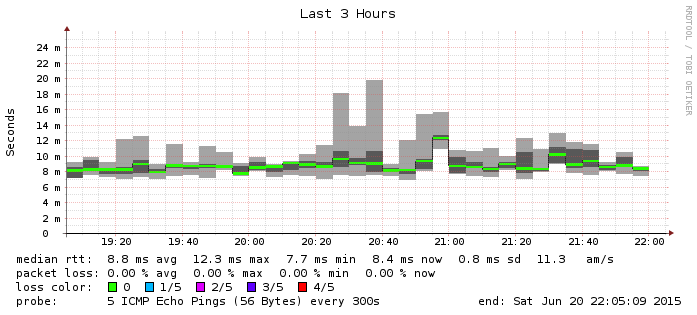 Last 3 Hours
RRDTOOL / TOBI OETIKER
Seconds
24 m
22 m
20 m
18 m
16 m
14 m
12 m
10 m
8 m
6 m
4 m
2 m
0
19:20 19:40 20:00 20:20 20:40 21:00 21:20 21:40 22:00
median rtt: 8.8 ms avg 12.3 ms max 7.7 ms min 8.4 ms now 0.8 ms sd 11.3 am/s
packet loss: 0.00 % avg 0.00 % max 0.00 % min 0.00 % now
loss color: 0 1/5 2/5 3/5 4/5
probe: 5 ICMP Echo Pings (56 Bytes) every 300s end: Sat Jun 20 22:05:09 2015